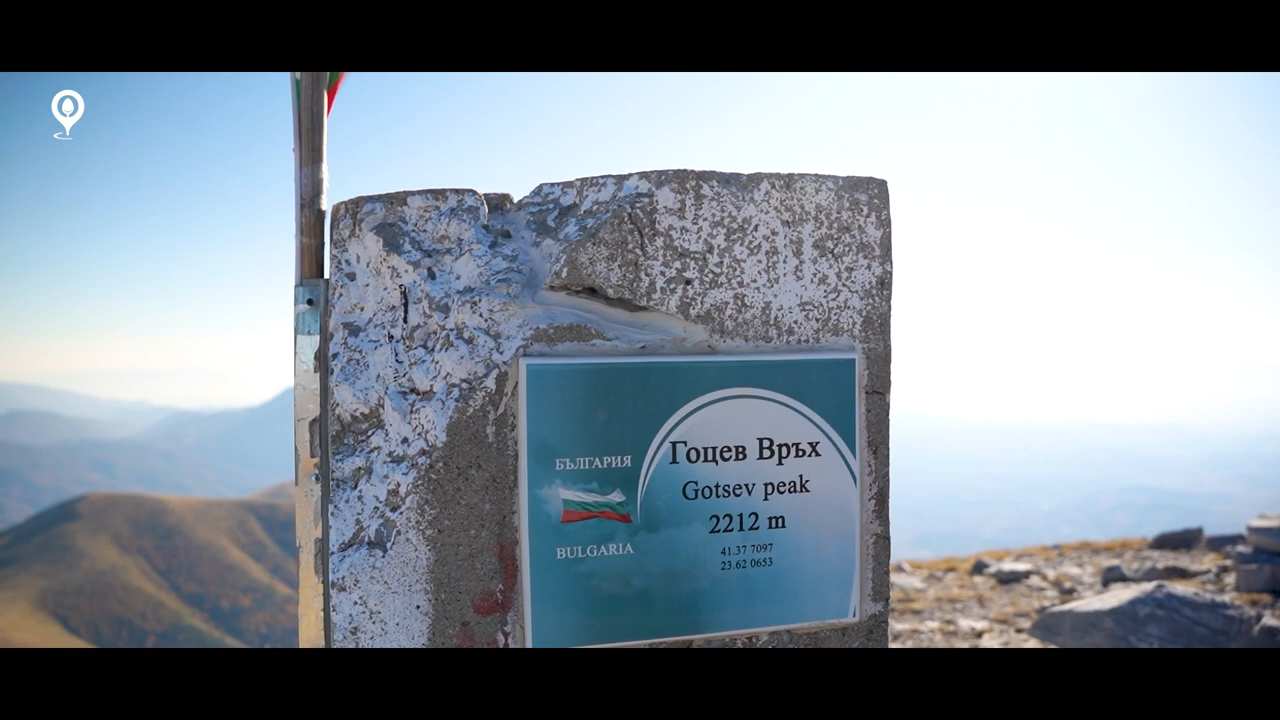 БЪЛГАРИЯ
BULGARIA
Гоцев Връх
Gotsev peak
2212 m
41.37 7097
23.62 0653